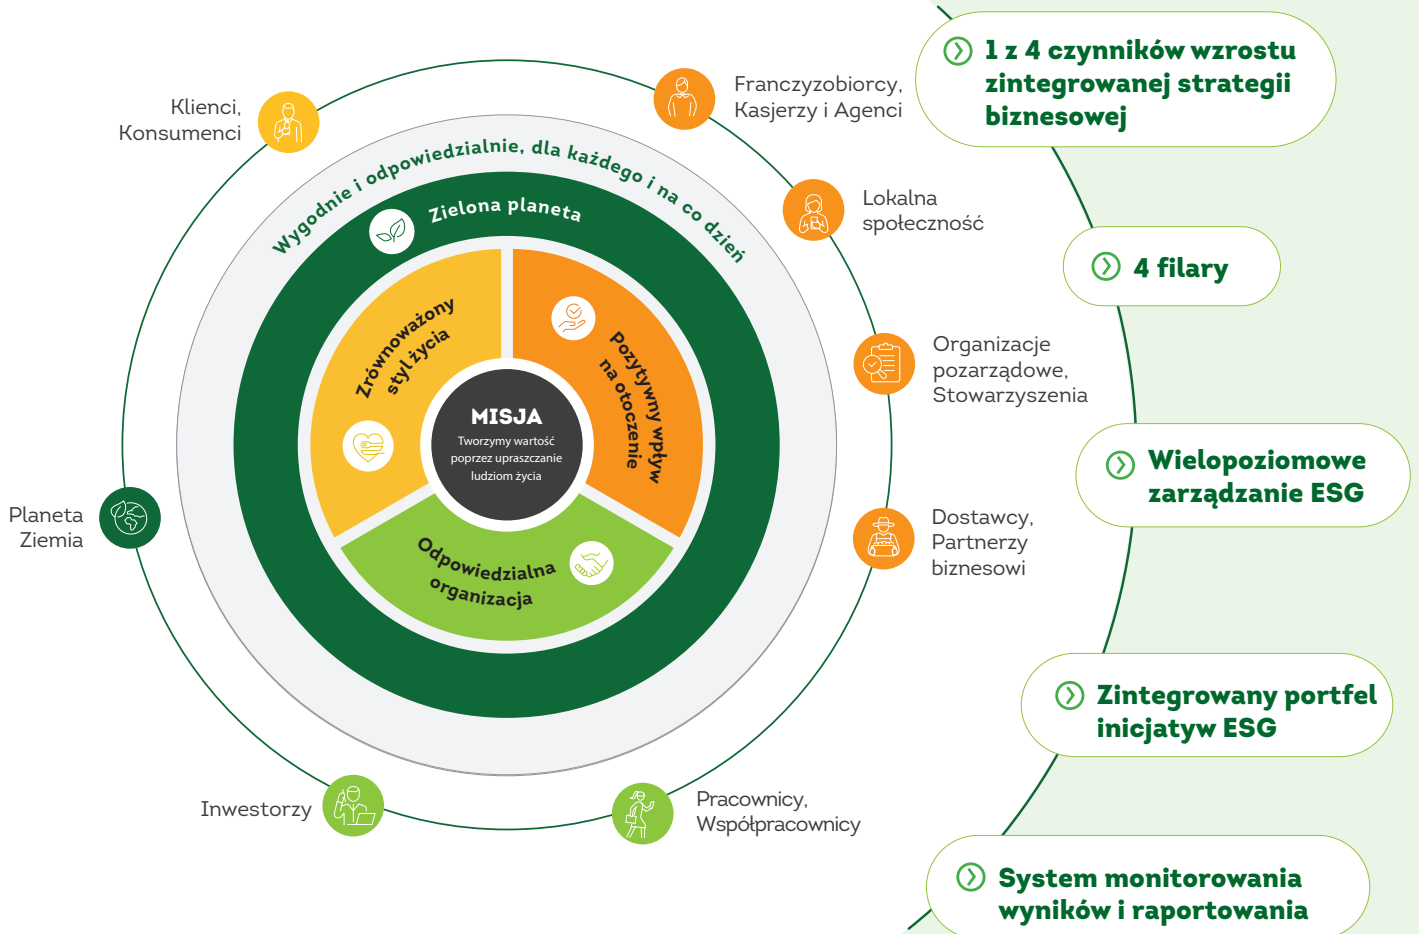 Klienci,
Konsumenci
Franczyzobiorcy,
Kasjerzy i Agenci
Lokalna
społeczność
Organizacje
pozarządowe,
Stowarzyszenia
Dostawcy,
Partnerzy
biznesowi
Pracownicy,
Współpracownicy
Inwestorzy
Planeta
Ziemia
Wygodnie i odpowiedzialnie, dla każdego i na co dzień
Zielona planeta
Zrównoważony
styl życia
Pozytywny wpływ
na otoczenie
Odpowiedzialna
organizacja
MISJA
Tworzymy wartość
poprzez upraszczanie
ludziom życia
1 z 4 czynników wzrostu
zintegrowanej strategii
biznesowej
4 filary
Wielopoziomowe
zarządzanie ESG
Zintegrowany portfel
inicjatyw ESG
System monitorowania
wyników i raportowania